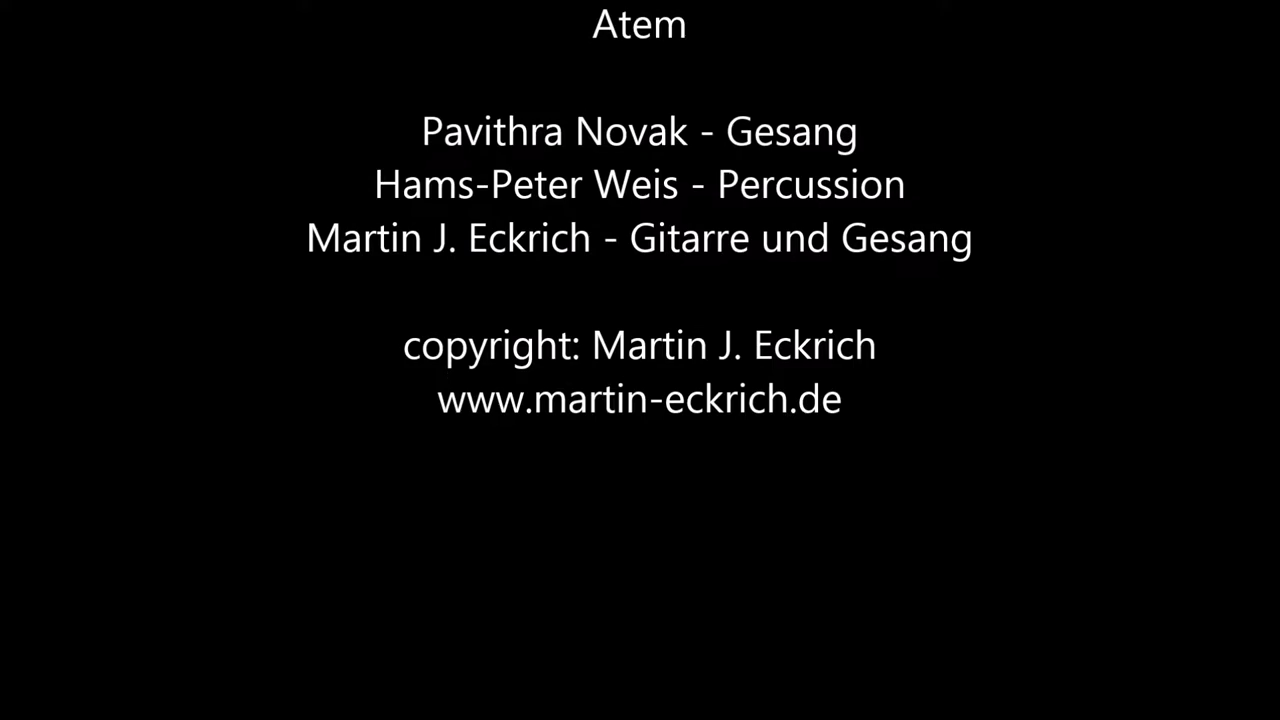 Atem
Pavithra Novak - Gesang
Hams-Peter Weis - Percussion
Martin J. Eckrich - Gitarre und Gesang
copyright: Martin J. Eckrich
www.martin-eckrich.de